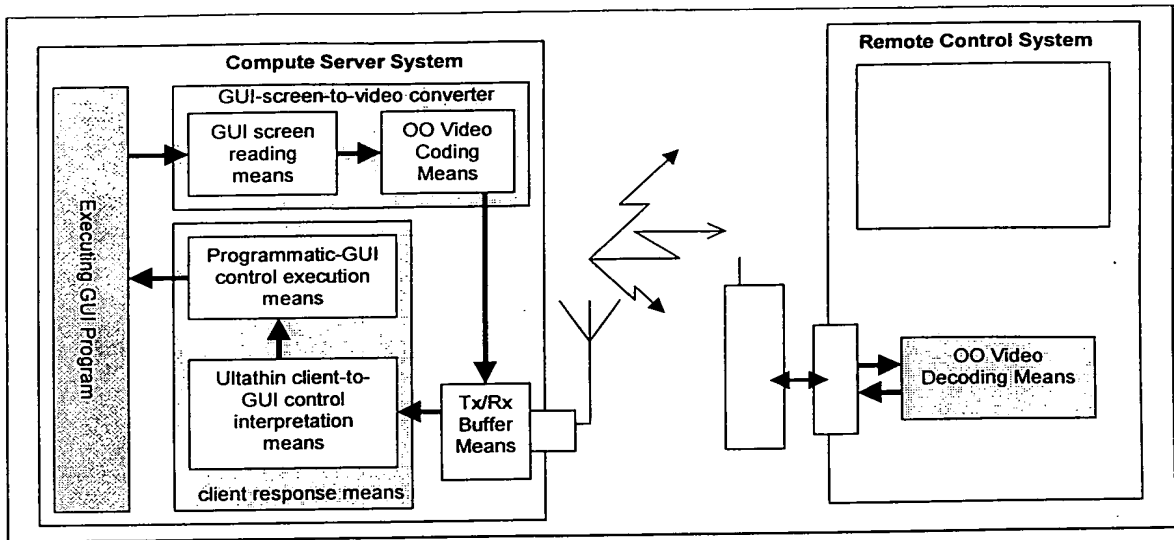 Compute Server System
GUI-screen-to-video converter
GUI screen
reading
means
OO Video
Coding
Means
Executing GUI Program
Programmatic-GUI
control execution
means
Ultathin client-to-
GUI control
interpretation
means
client response means
Tx/Rx
Buffer
Means
Remote Control System
OO Video
Decoding Means